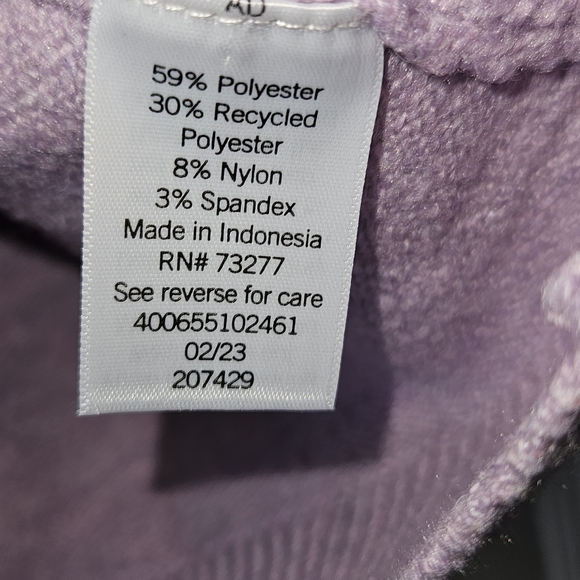 AD
59% Polyester
30% Recycled
Polyester
8% Nylon
3% Spandex
Made in Indonesia
RN# 73277
See reverse for care
400655102461
02/23
207429